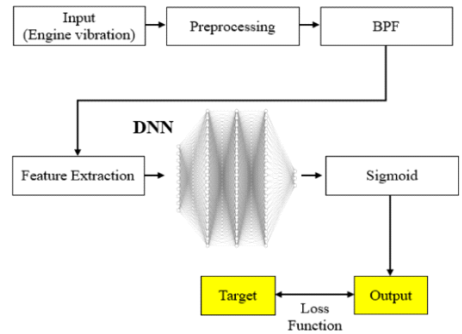 Input
(Engine vibration)
Preprocessing
BPF
DNN
Feature Extraction
Sigmoid
Target
Output
Loss
Function